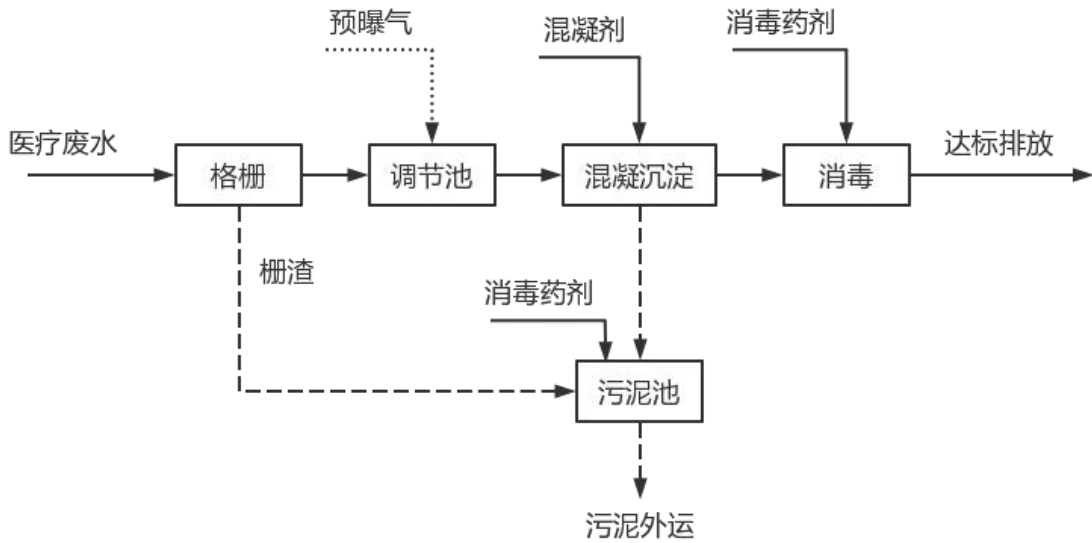 预曝气
混凝剂
消毒药剂
医疗废水
格栅
调节池
混凝沉淀
消毒
达标排放
栅渣
消毒药剂
污泥池
污泥外运